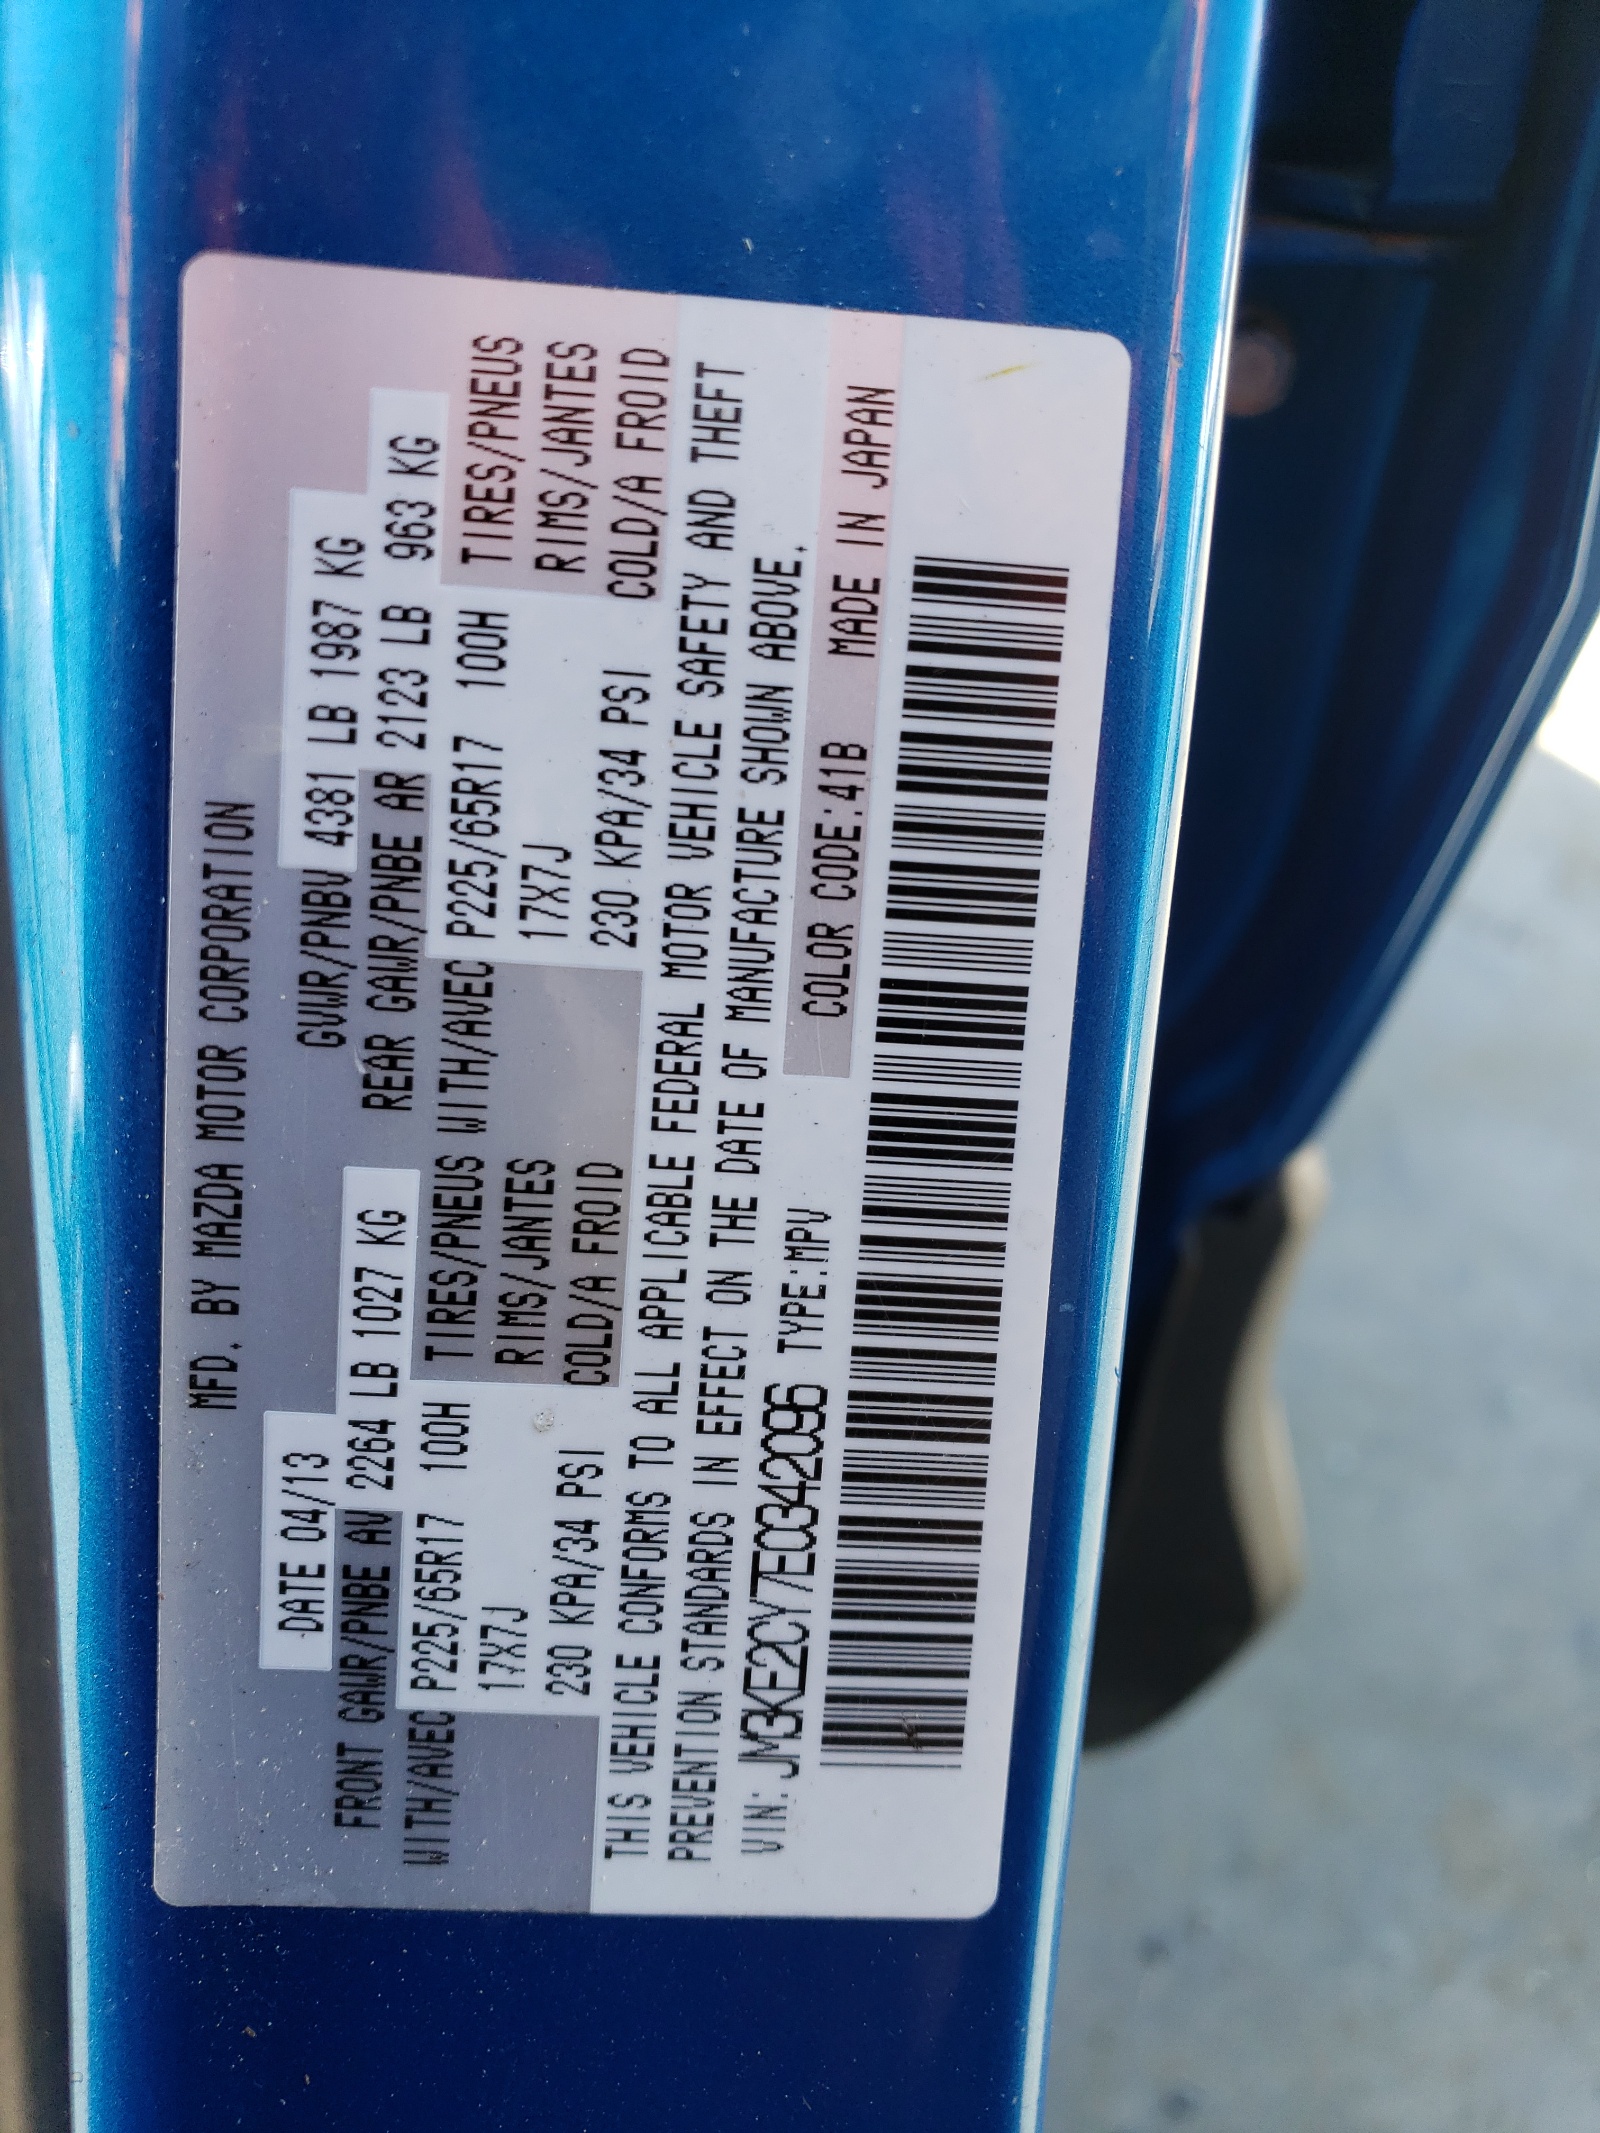 MFD. BY MAZDA MOTOR CORPORATION
DATE 04/13 GVWR/PNBV 4381 LB 1987 KG
FRONT GAWR/PNBE AV 2264 LB 1027 KG REAR GAWR/PNBE AR 2123 LB 963 KG
WITH/AVEC P225/65R17 100H TIRES/PNEUS WITH/AVEC P225/65R17 100H TIRES/PNEUS
17X7J RIMS/JANTES 17X7J RIMS/JANTES
230 KPA/34 PSI COLD/A FROID 230 KPA/34 PSI COLD/A FROID
THIS VEHICLE CONFORMS TO ALL APPLICABLE FEDERAL MOTOR VEHICLE SAFETY AND THEFT
PREVENTION STANDARDS IN EFFECT ON THE DATE OF MANUFACTURE SHOWN ABOVE.
VIN: JM3KE2CY7E0342096 TYPE:MPV COLOR CODE:41B MADE IN JAPAN